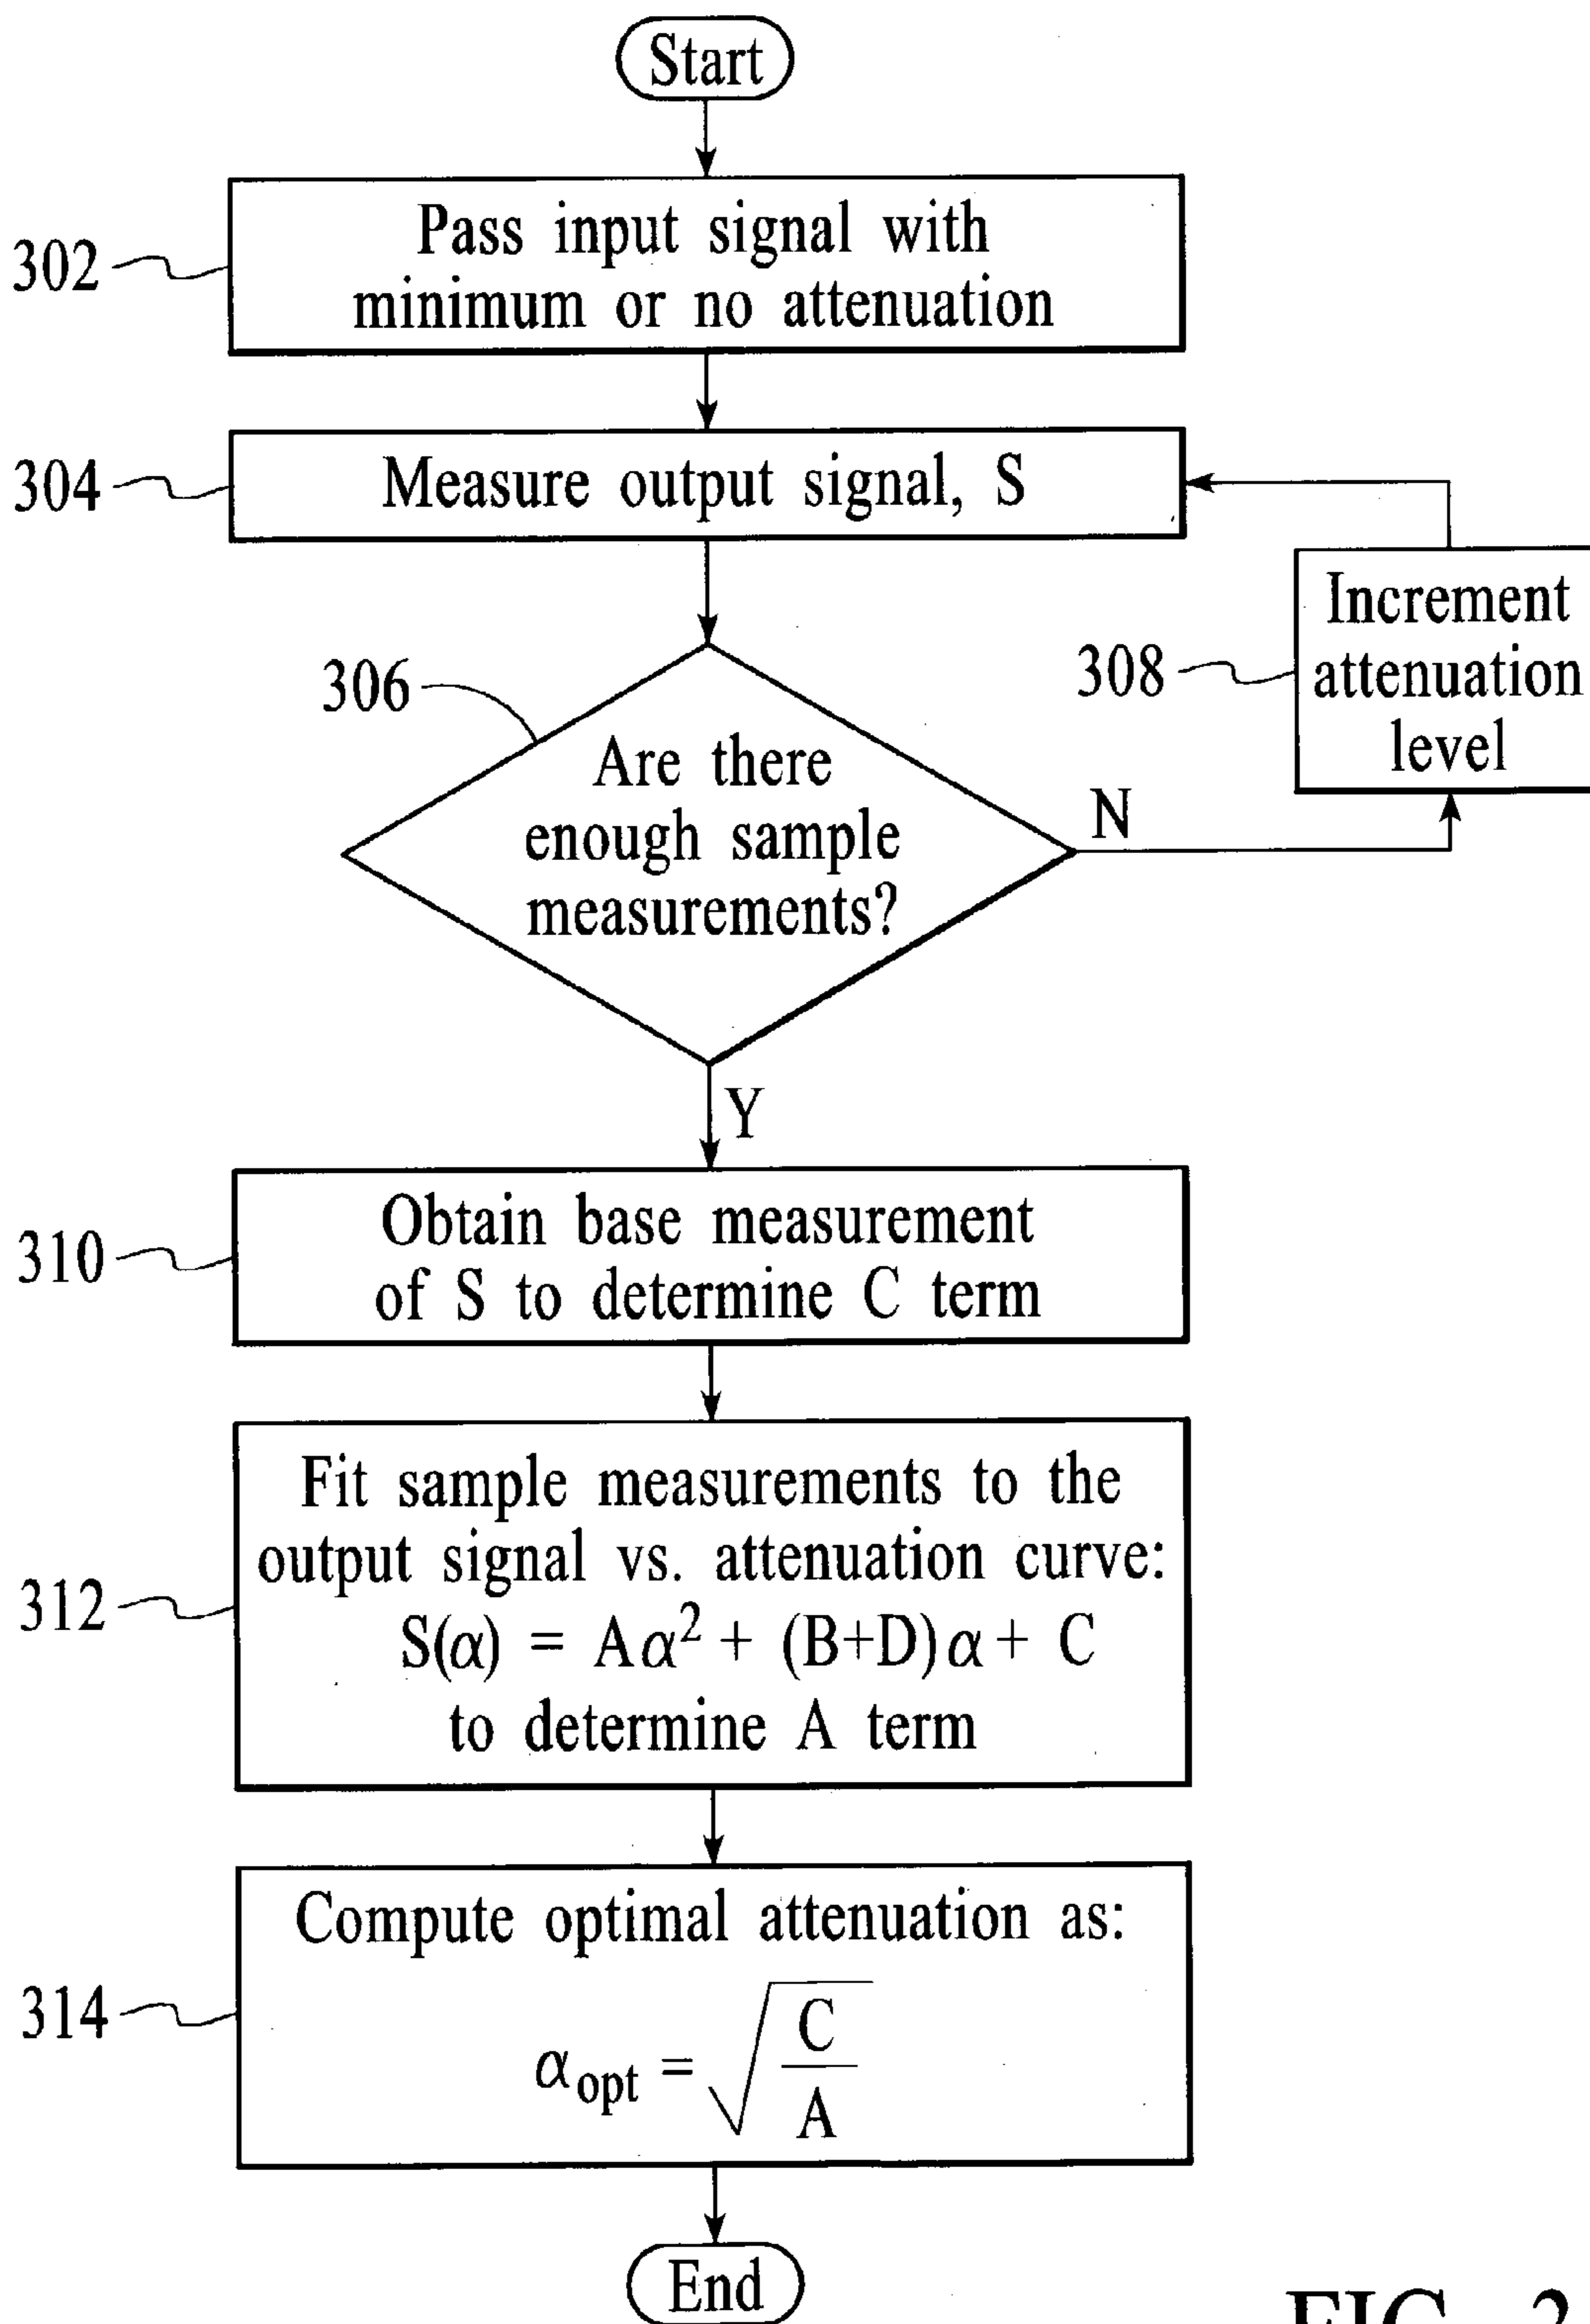 Start
302
Pass input signal with
minimum or no attenuation
304
Measure output signal, S
308
Increment
attenuation
level
306
Are there
enough sample
measurements?
N
Y
310
Obtain base measurement
of S to determine C term
312
Fit sample measurements to the
output signal vs. attenuation curve:
S(α) = Aα² + (B+D)α + C
to determine A term
314
Compute optimal attenuation as:
α_opt = √(C/A)
End